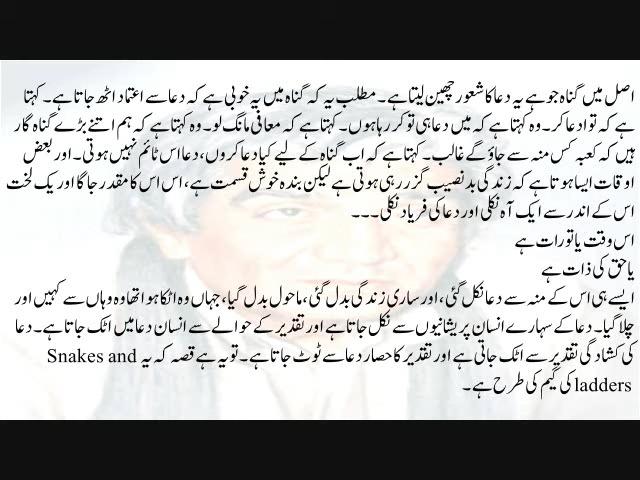 اصل میں گناہ جو ہے یہ دعا کا شعور چھین لیتا ہے۔ مطلب یہ کہ گناہ میں یہ خوبی ہے کہ دعا سے اعتماد اٹھ جاتا ہے۔ کہتا
ہے کہ تو ادعا کر۔ وہ کہتا ہے کہ میں دعا ہی تو کر رہا ہوں۔ کہتا ہے کہ معافی مانگ لو۔ وہ کہتا ہے کہ ہم اتنے بڑے گناہ گار
ہیں کہ کعبہ کس منہ سے جاؤ گے غالب۔ کہتا ہے کہ اب گناہ کے لیے کیا دعا کروں، دعا اس ٹائم نہیں ہوتی۔ اور بعض
اوقات ایسا ہوتا ہے کہ زندگی بد نصیب گزر رہی ہوتی ہے لیکن بندہ خوش قسمت ہے، اس کا مقدر جاگا اور یک لخت
اس کے اندر سے ایک آہ نکلی اور دعا کی فریاد نکلی۔۔۔
اس وقت یا تو رات ہے
یا حق کی ذات ہے
ایسے ہی اس کے منہ سے دعا نکل گئی، اور ساری زندگی بدل گئی، ماحول بدل گیا، جہاں وہ اٹکا ہوا تھا وہ وہاں سے کہیں اور
چلا گیا۔ دعا کے سہارے انسان پریشانیوں سے نکل جاتا ہے اور تقدیر کے حوالے سے انسان دعا میں اٹک جاتا ہے۔ دعا
کی کشادگی تقدیر سے اٹک جاتی ہے اور تقدیر کا حصار دعا سے ٹوٹ جاتا ہے۔ تو یہ ہے قصہ کہ یہ Snakes and
ladders کی گیم کی طرح ہے۔